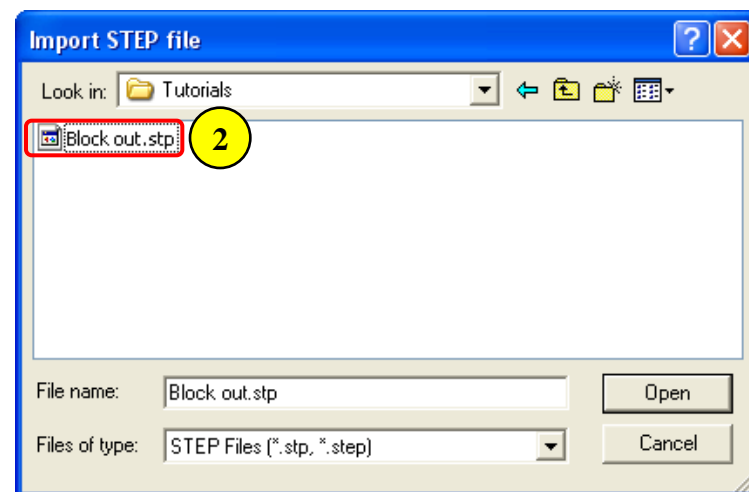 Import STEP file
Look in: Tutorials
Block out.stp 2
File name: Block out.stp Open
Files of type: STEP Files (*.stp, *.step) Cancel